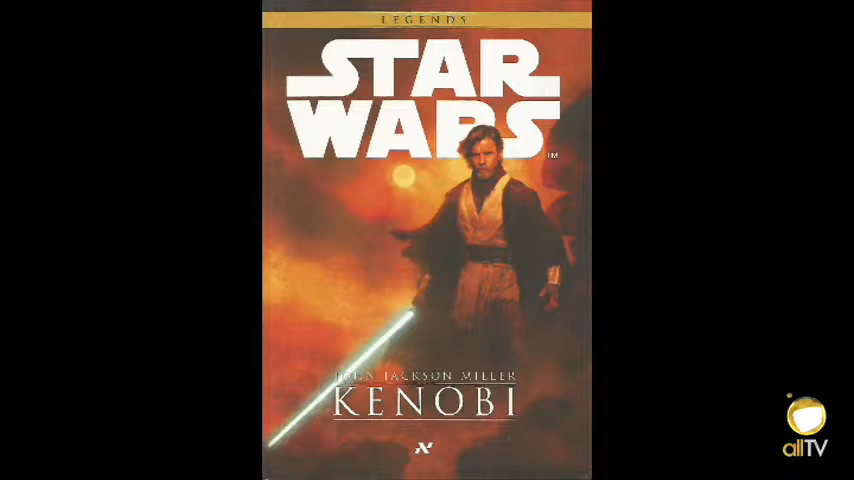 LEGENDS
STAR
WARS
TM
JOHN JACKSON MILLER
KENOBI
allTV